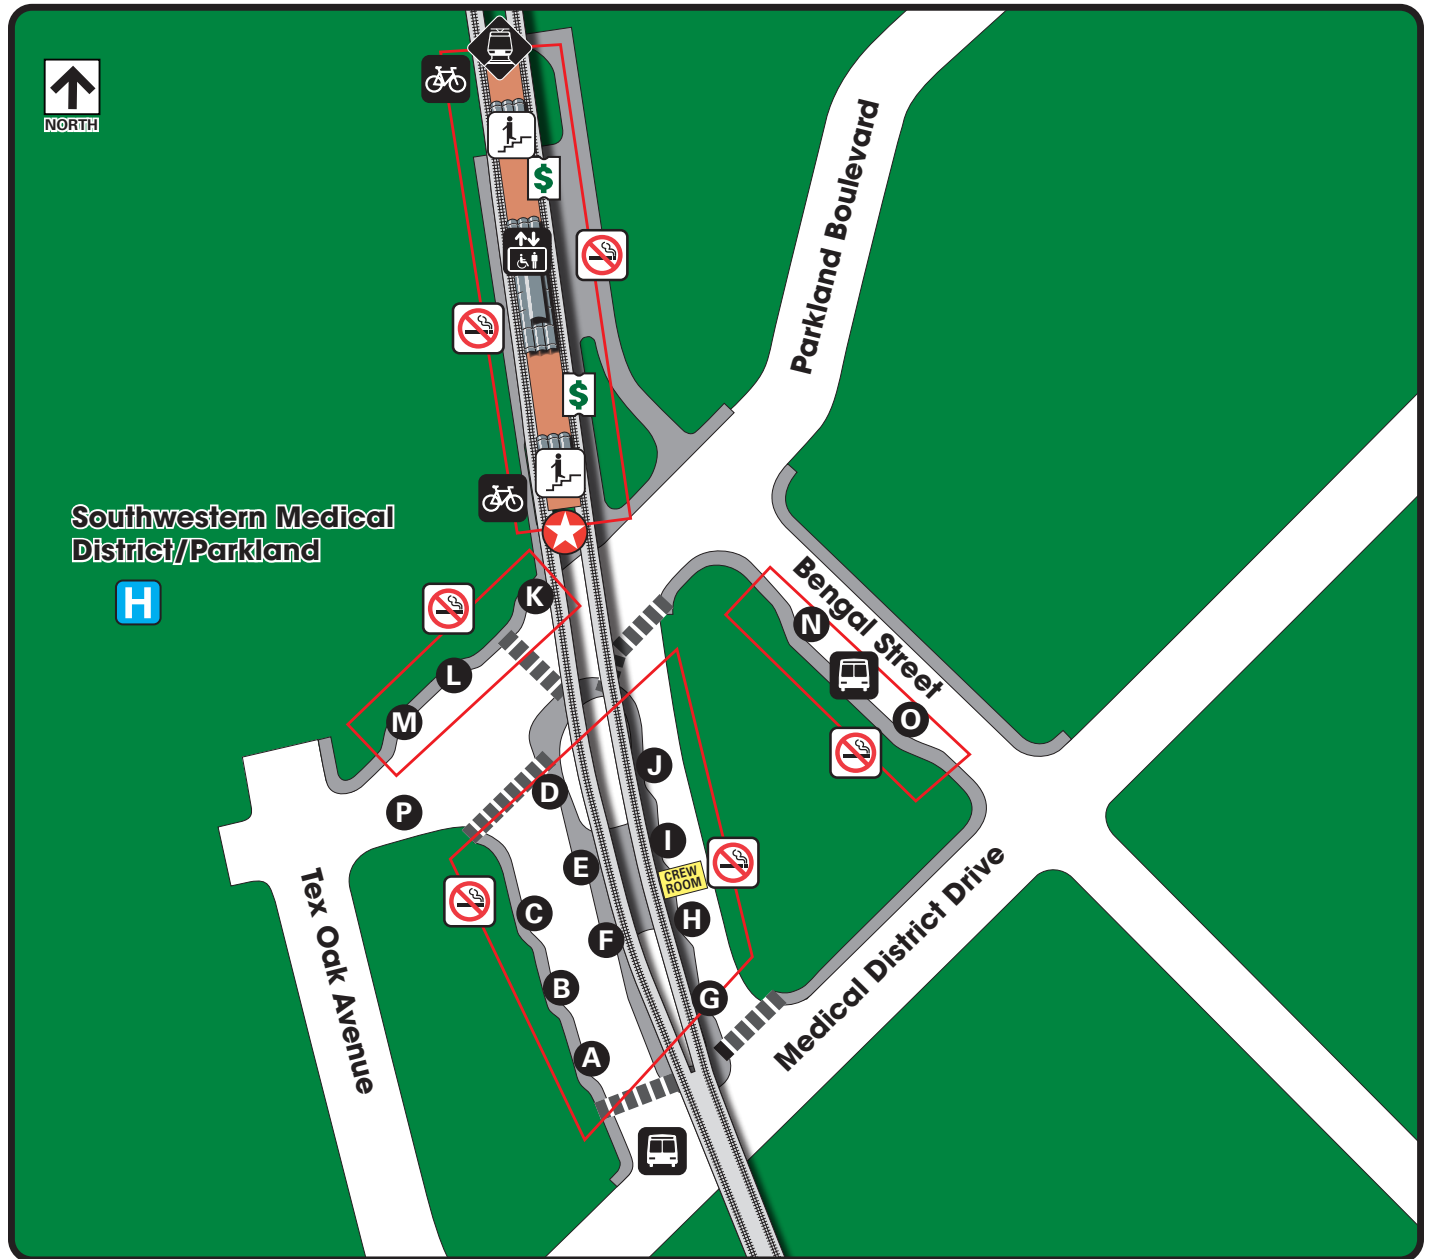 NORTH
$
Parkland Boulevard
$
Southwestern Medical
District/Parkland
H
K
Bengal Street
N
L
M
O
J
D
P
I
E
CREW
ROOM
C
H
F
Tex Oak Avenue
Medical District Drive
B
G
A